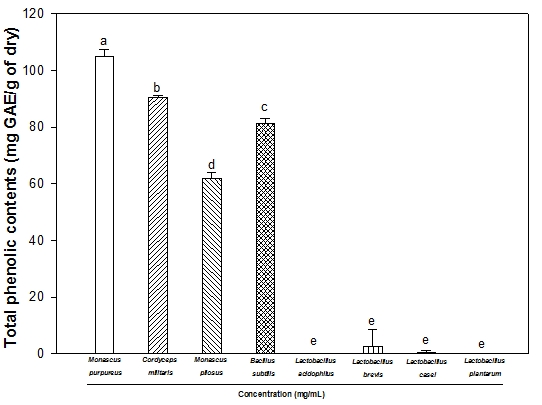 Total phenolic contents (mg GAE/g of dry)
120
100
80
60
40
20
0
a
b
d
c
e
e
e
e
Monascus Cordyceps Monascus Bacillus Lactobacillus Lactobacillus Lactobacillus Lactobacillus
purpureus militaris pilosus subtilis acidophilus brevis casei plantarum
Concentration (mg/mL)